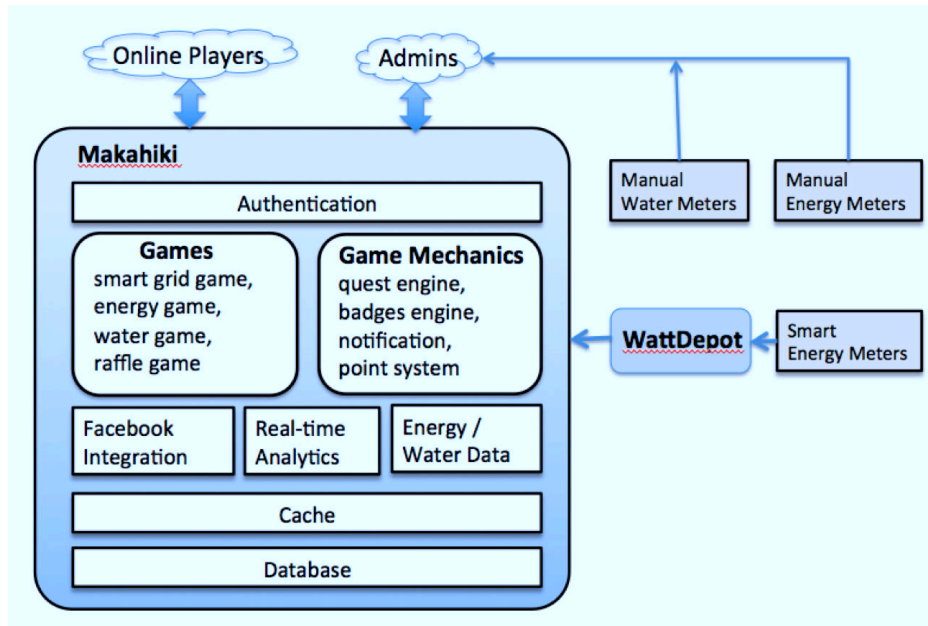 Online Players
Admins
Makahiki
Authentication
Games
smart grid game,
energy game,
water game,
raffle game
Game Mechanics
quest engine,
badges engine,
notification,
point system
Facebook
Integration
Real-time
Analytics
Energy /
Water Data
Cache
Database
Manual
Water Meters
Manual
Energy Meters
WattDepot
Smart
Energy Meters